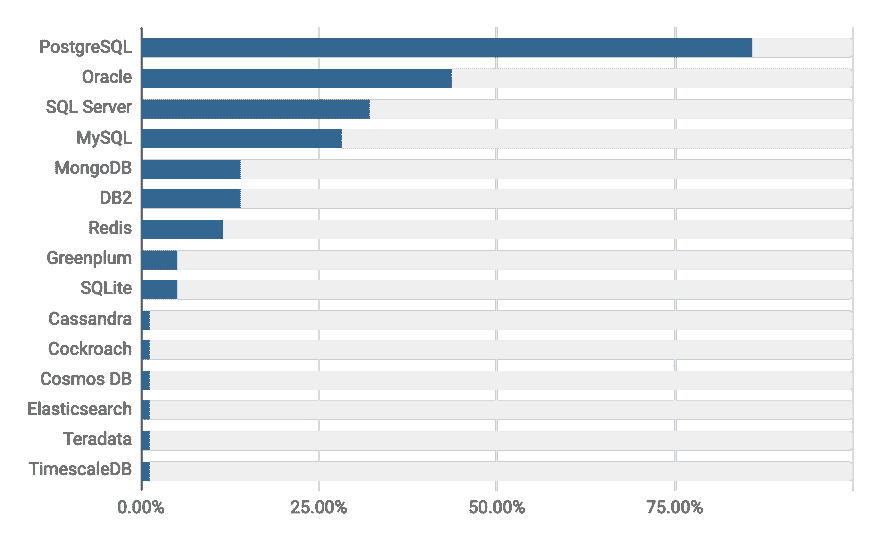 PostgreSQL
Oracle
SQL Server
MySQL
MongoDB
DB2
Redis
Greenplum
SQLite
Cassandra
Cockroach
Cosmos DB
Elasticsearch
Teradata
TimescaleDB
0.00% 25.00% 50.00% 75.00%